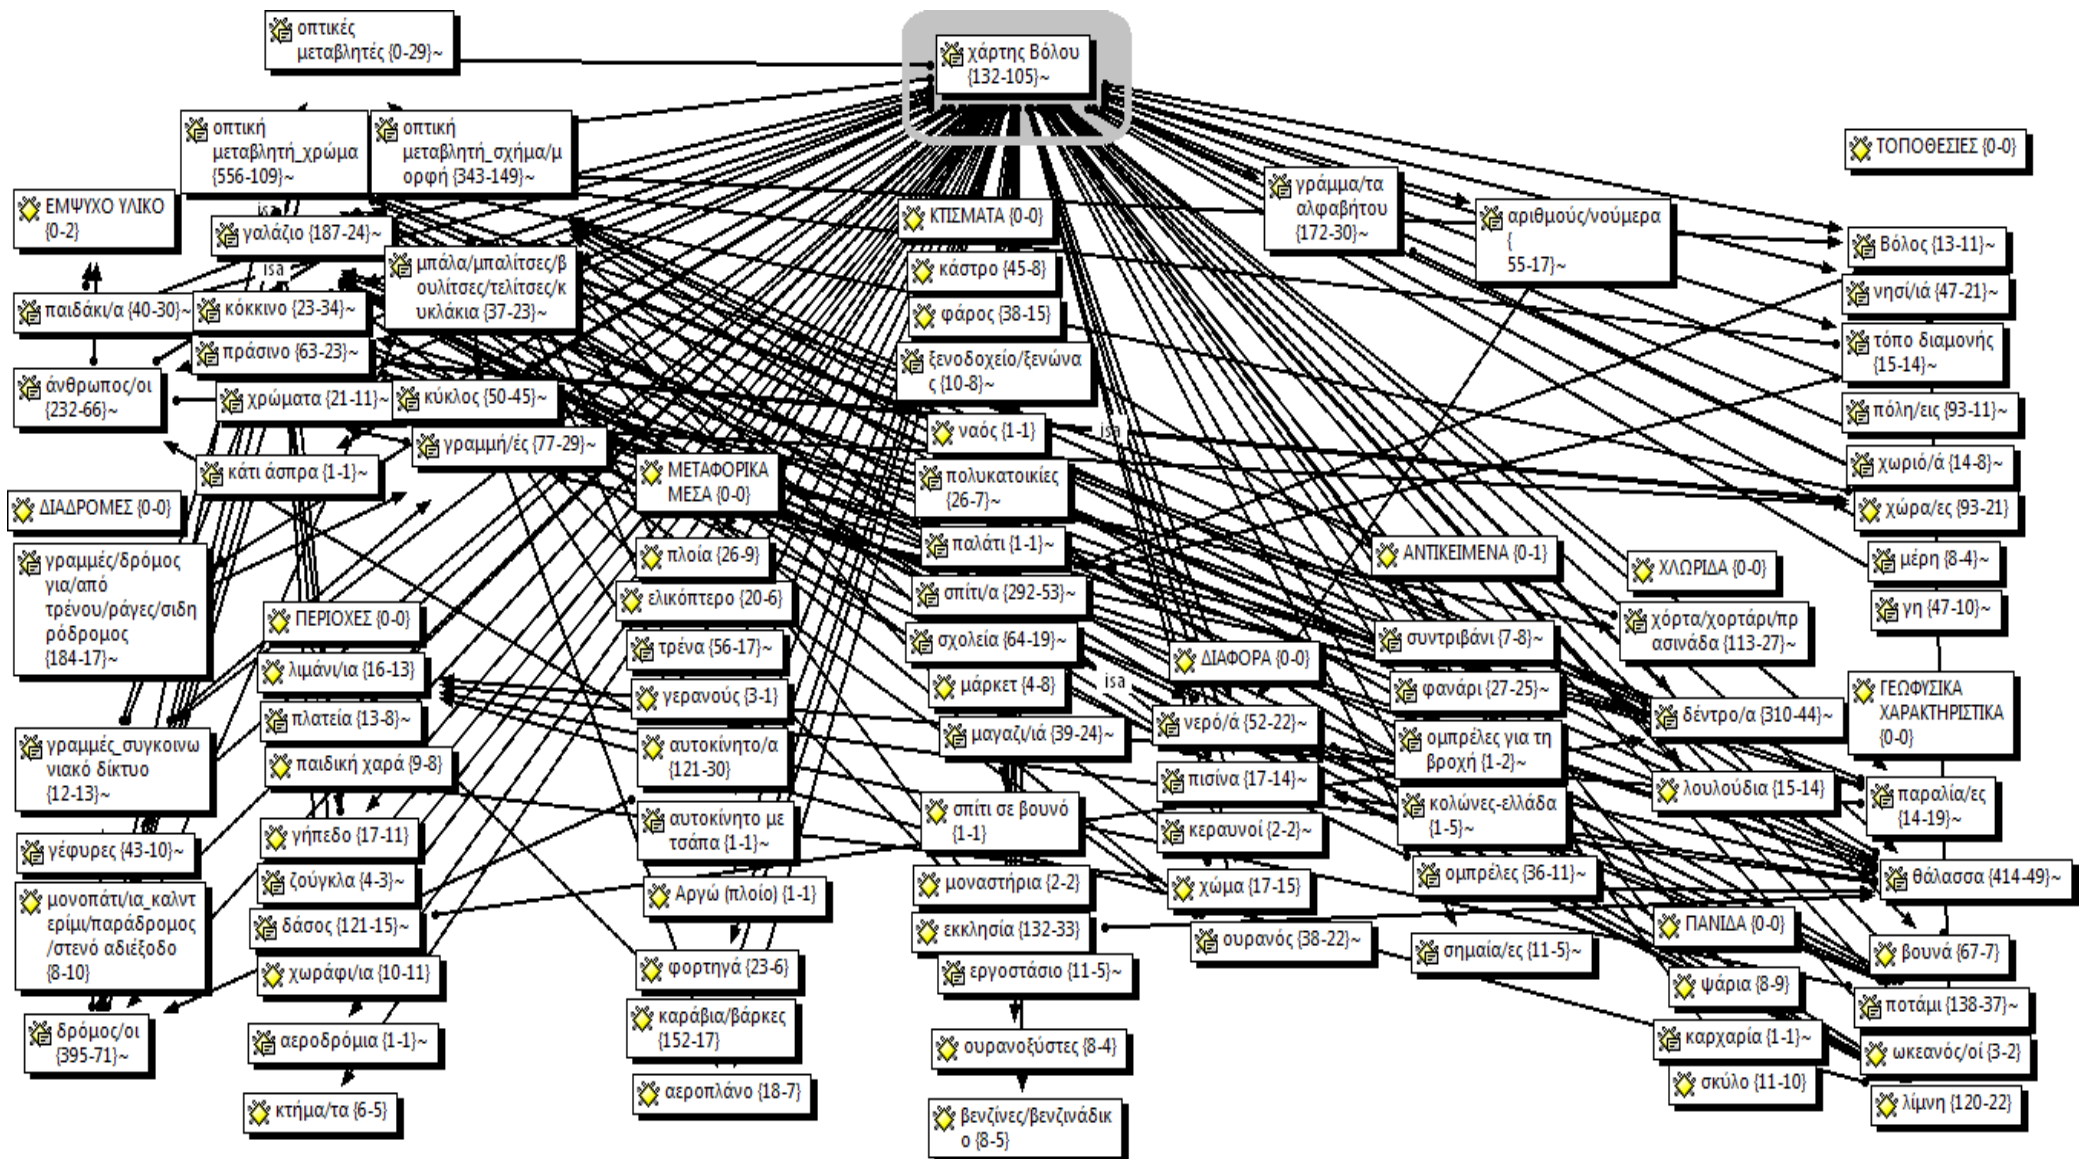 οπτικές
μεταβλητές {0-29}~
χάρτης Βόλου
{132-105}~
οπτική
μεταβλητή_χρώμα
{556-109}~
οπτική
μεταβλητή_σχήμα/μ
ορφή {343-149}~
ΤΟΠΟΘΕΣΙΕΣ {0-0}
ΕΜΨΥΧΟ ΥΛΙΚΟ
{0-2}
isa
γαλάζιο {187-24}~
isa
μπάλα/μπαλίτσες/β
ουλίτσες/τελίτσες/κ
υκλάκια {37-23}~
παιδάκι/α {40-30}~
κόκκινο {23-34}~
πράσινο {63-23}~
άνθρωπος/οι
{232-66}~
χρώματα {21-11}~
κύκλος {50-45}~
γραμμή/ές {77-29}~
κάτι άσπρα {1-1}~
ΔΙΑΔΡΟΜΕΣ {0-0}
γραμμές/δρόμος
για/από
τρένου/ράγες/σιδη
ρόδρομος
{184-17}~
γραμμές_συγκοινω
νιακό δίκτυο
{12-13}~
γέφυρες {43-10}~
μονοπάτι/ια_καλντ
ερίμι/παράδρομος
/στενό αδιέξοδο
{8-10}
δρόμος/οι
{395-71}~
ΠΕΡΙΟΧΕΣ {0-0}
λιμάνι/ια {16-13}
πλατεία {13-8}~
παιδική χαρά {9-8}
γήπεδο {17-11}
ζούγκλα {4-3}~
δάσος {121-15}~
χωράφι/ια {10-11}
αεροδρόμια {1-1}~
κτήμα/τα {6-5}
ΜΕΤΑΦΟΡΙΚΑ
ΜΕΣΑ {0-0}
πλοία {26-9}
ελικόπτερο {20-6}
τρένα {56-17}~
γερανούς {3-1}
αυτοκίνητο/α
{121-30}
αυτοκίνητο με
τσάπα {1-1}~
Αργώ (πλοίο) {1-1}
φορτηγά {23-6}
καράβια/βάρκες
{152-17}
αεροπλάνο {18-7}
ΚΤΙΣΜΑΤΑ {0-0}
κάστρο {45-8}
φάρος {38-15}
ξενοδοχείο/ξενώνα
ς {10-8}~
ναός {1-1}
isa
πολυκατοικίες
{26-7}~
παλάτι {1-1}~
σπίτι/α {292-53}~
σχολεία {64-19}~
μάρκετ {4-8}
isa
μαγαζι/ιά {39-24}~
σπίτι σε βουνό
{1-1}
μοναστήρια {2-2}
εκκλησία {132-33}
εργοστάσιο {11-5}~
ουρανοξύστες {8-4}
βενζίνες/βενζινάδικ
ο {8-5}
ΔΙΑΦΟΡΑ {0-0}
νερό/ά {52-22}~
πισίνα {17-14}~
κεραυνοί {2-2}~
χώμα {17-15}
ουρανός {38-22}~
γράμμα/τα
αλφαβήτου
{172-30}~
αριθμούς/νούμερα
{
55-17}~
ΑΝΤΙΚΕΙΜΕΝΑ {0-1}
συντριβάνι {7-8}~
φανάρι {27-25}~
ομπρέλες για τη
βροχή {1-2}~
κολώνες-ελλάδα
{1-5}~
ομπρέλες {36-11}~
σημαία/ες {11-5}~
ΧΛΩΡΙΔΑ {0-0}
χόρτα/χορτάρι/πρ
ασινάδα {113-27}~
δέντρο/α {310-44}~
λουλούδια {15-14}
ΠΑΝΙΔΑ {0-0}
ψάρια {8-9}
καρχαρία {1-1}~
σκύλο {11-10}
Βόλος {13-11}~
νησί/ιά {47-21}~
τόπο διαμονής
{15-14}~
πόλη/εις {93-11}~
χωριό/ά {14-8}~
χώρα/ες {93-21}
μέρη {8-4}~
γη {47-10}~
ΓΕΩΦΥΣΙΚΑ
ΧΑΡΑΚΤΗΡΙΣΤΙΚΑ
{0-0}
παραλία/ες
{14-19}~
θάλασσα {414-49}~
βουνά {67-7}
ποτάμι {138-37}~
ωκεανός/οί {3-2}
λίμνη {120-22}